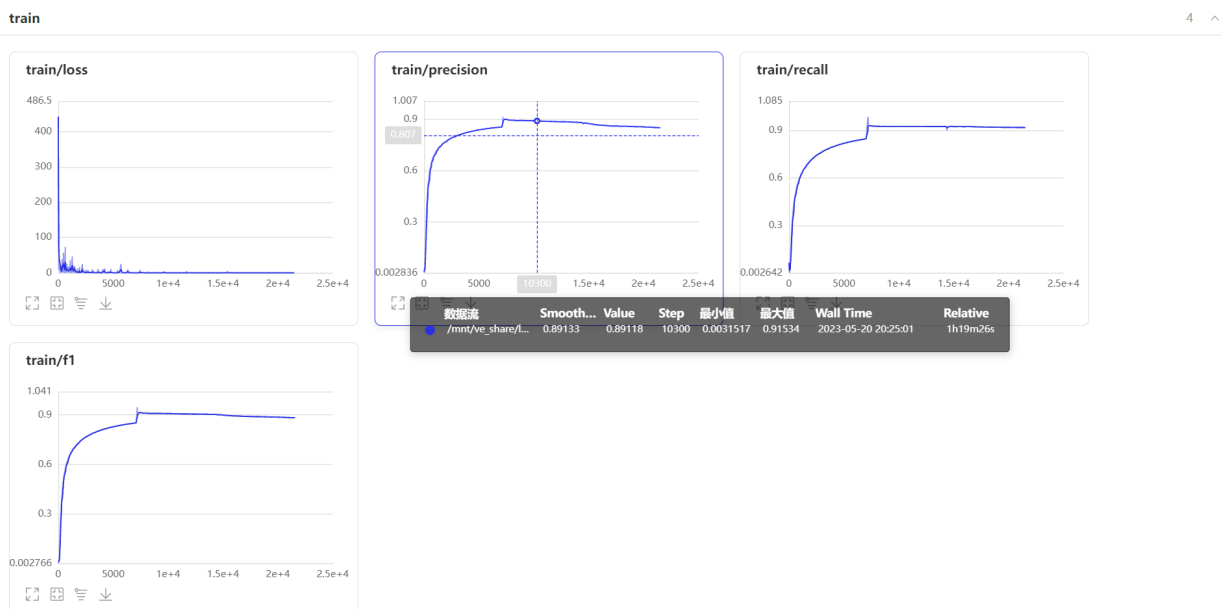 train 4
train/loss
486.5
400
300
200
100
0
0 5000 1e+4 1.5e+4 2e+4 2.5e+4
train/precision
1.007
0.9
0.807
0.6
0.3
0.002836
0 5000 10300 1.5e+4 2e+4 2.5e+4
train/recall
1.085
0.9
0.6
0.3
0.002642
0 5000 1e+4 1.5e+4 2e+4 2.5e+4
数据流 Smooth... Value Step 最小值 最大值 Wall Time Relative
/mnt/ve_share/l... 0.89133 0.89118 10300 0.0031517 0.91534 2023-05-20 20:25:01 1h19m26s
train/f1
1.041
0.9
0.6
0.3
0.002766
0 5000 1e+4 1.5e+4 2e+4 2.5e+4